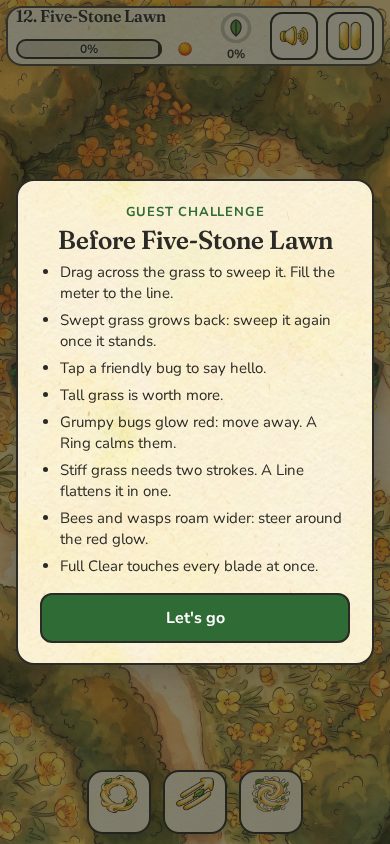 12. Five-Stone Lawn
0%
0%
GUEST CHALLENGE
Before Five-Stone Lawn
• Drag across the grass to sweep it. Fill the
meter to the line.
• Swept grass grows back: sweep it again
once it stands.
• Tap a friendly bug to say hello.
• Tall grass is worth more.
• Grumpy bugs glow red: move away. A
Ring calms them.
• Stiff grass needs two strokes. A Line
flattens it in one.
• Bees and wasps roam wider: steer around
the red glow.
• Full Clear touches every blade at once.
Let's go